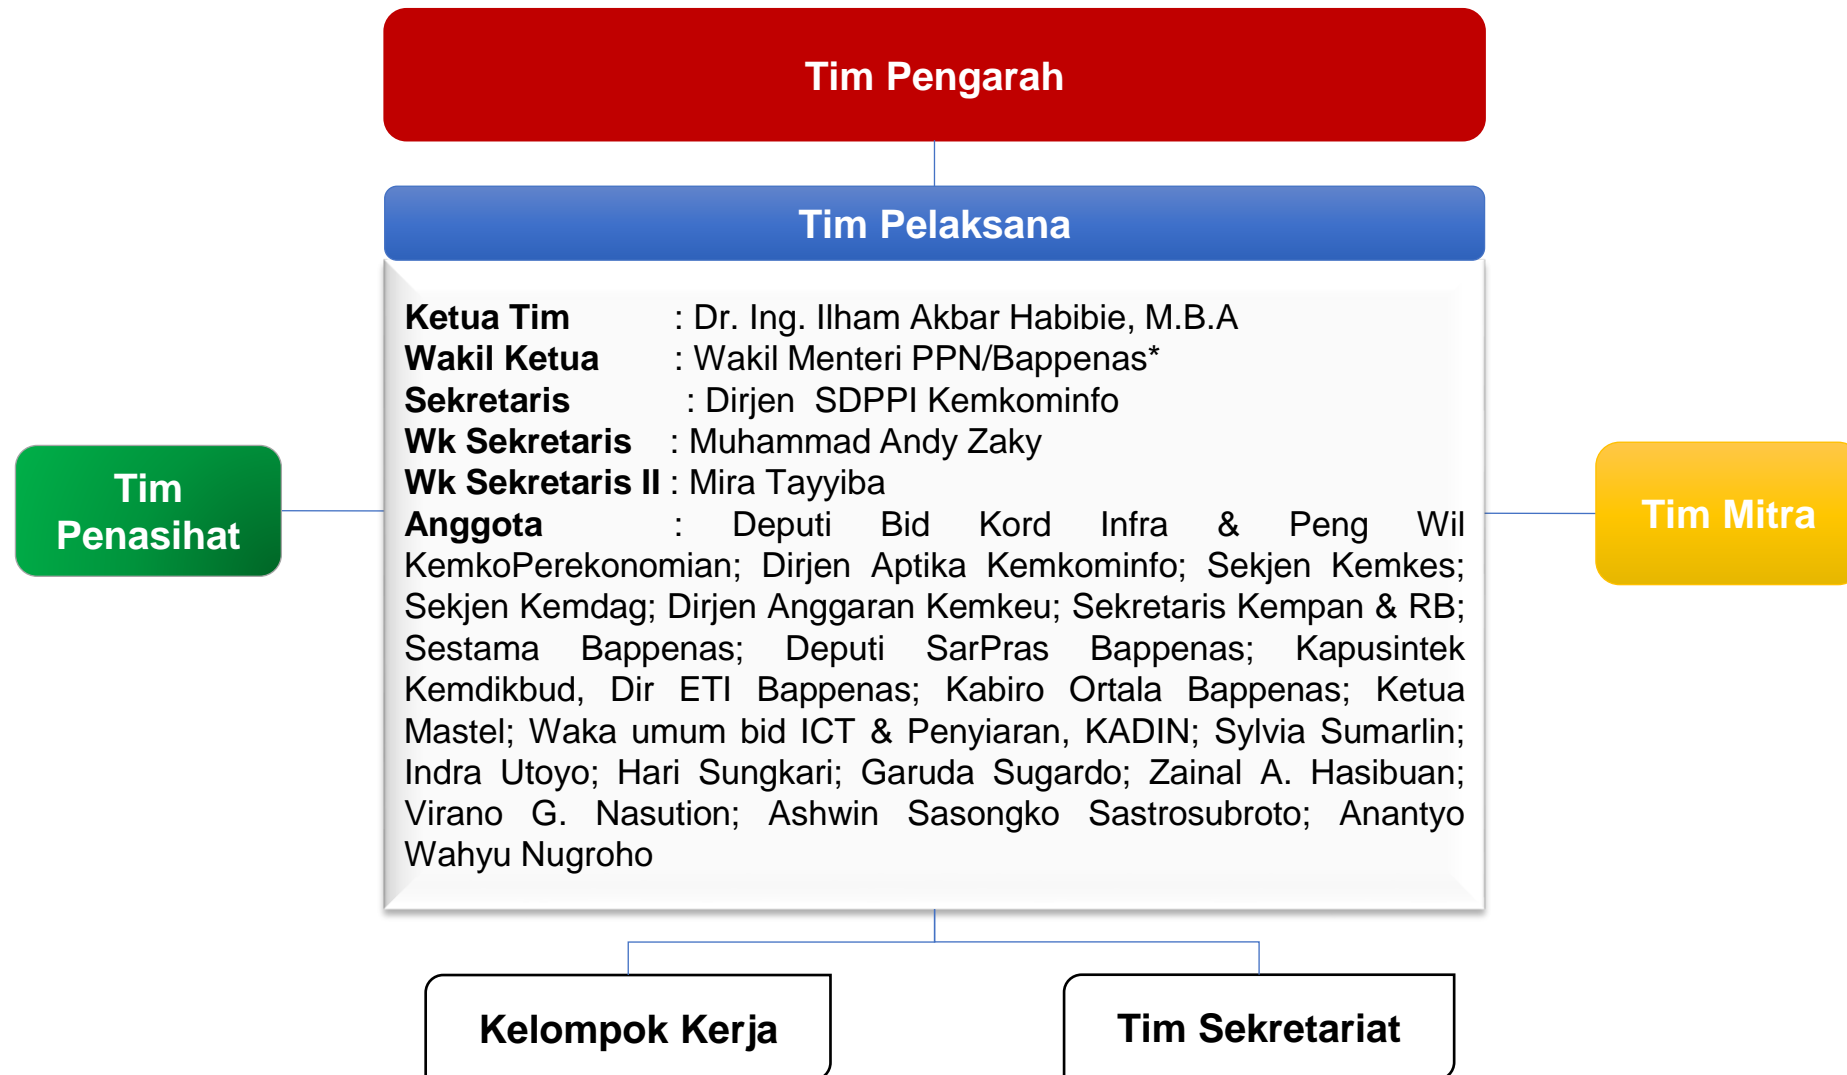 Tim Pengarah
Tim Pelaksana
Ketua Tim : Dr. Ing. Ilham Akbar Habibie, M.B.A
Wakil Ketua : Wakil Menteri PPN/Bappenas*
Sekretaris : Dirjen SDPPI Kemkominfo
Wk Sekretaris : Muhammad Andy Zaky
Wk Sekretaris II : Mira Tayyiba
Anggota : Deputi Bid Kord Infra & Peng Wil
KemkoPerekonomian; Dirjen Aptika Kemkominfo; Sekjen Kemkes;
Sekjen Kemdag; Dirjen Anggaran Kemkeu; Sekretaris Kempan & RB;
Sestama Bappenas; Deputi SarPras Bappenas; Kapusintek
Kemdikbud, Dir ETI Bappenas; Kabiro Ortala Bappenas; Ketua
Mastel; Waka umum bid ICT & Penyiaran, KADIN; Sylvia Sumarlin;
Indra Utoyo; Hari Sungkari; Garuda Sugardo; Zainal A. Hasibuan;
Virano G. Nasution; Ashwin Sasongko Sastrosubroto; Anantyo
Wahyu Nugroho
Tim
Penasihat
Tim Mitra
Kelompok Kerja
Tim Sekretariat